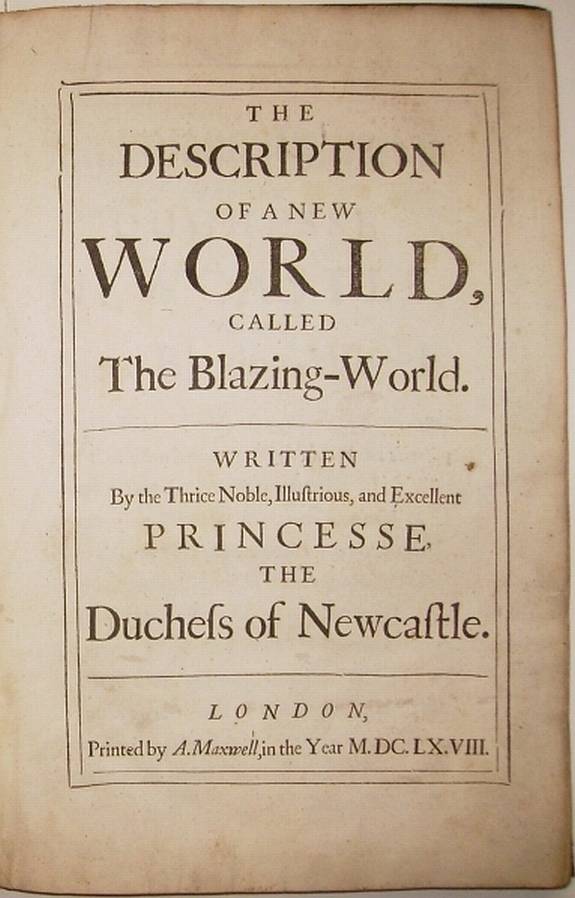 THE
DESCRIPTION
OF A NEW
WORLD,
CALLED
The Blazing-World.
WRITTEN
By the Thrice Noble, Illuſtrious, and Excellent
PRINCESSE,
THE
Ducheſs of Newcaſtle.
LONDON,
Printed by A. Maxwell, in the Year M. DC. LX. VIII.